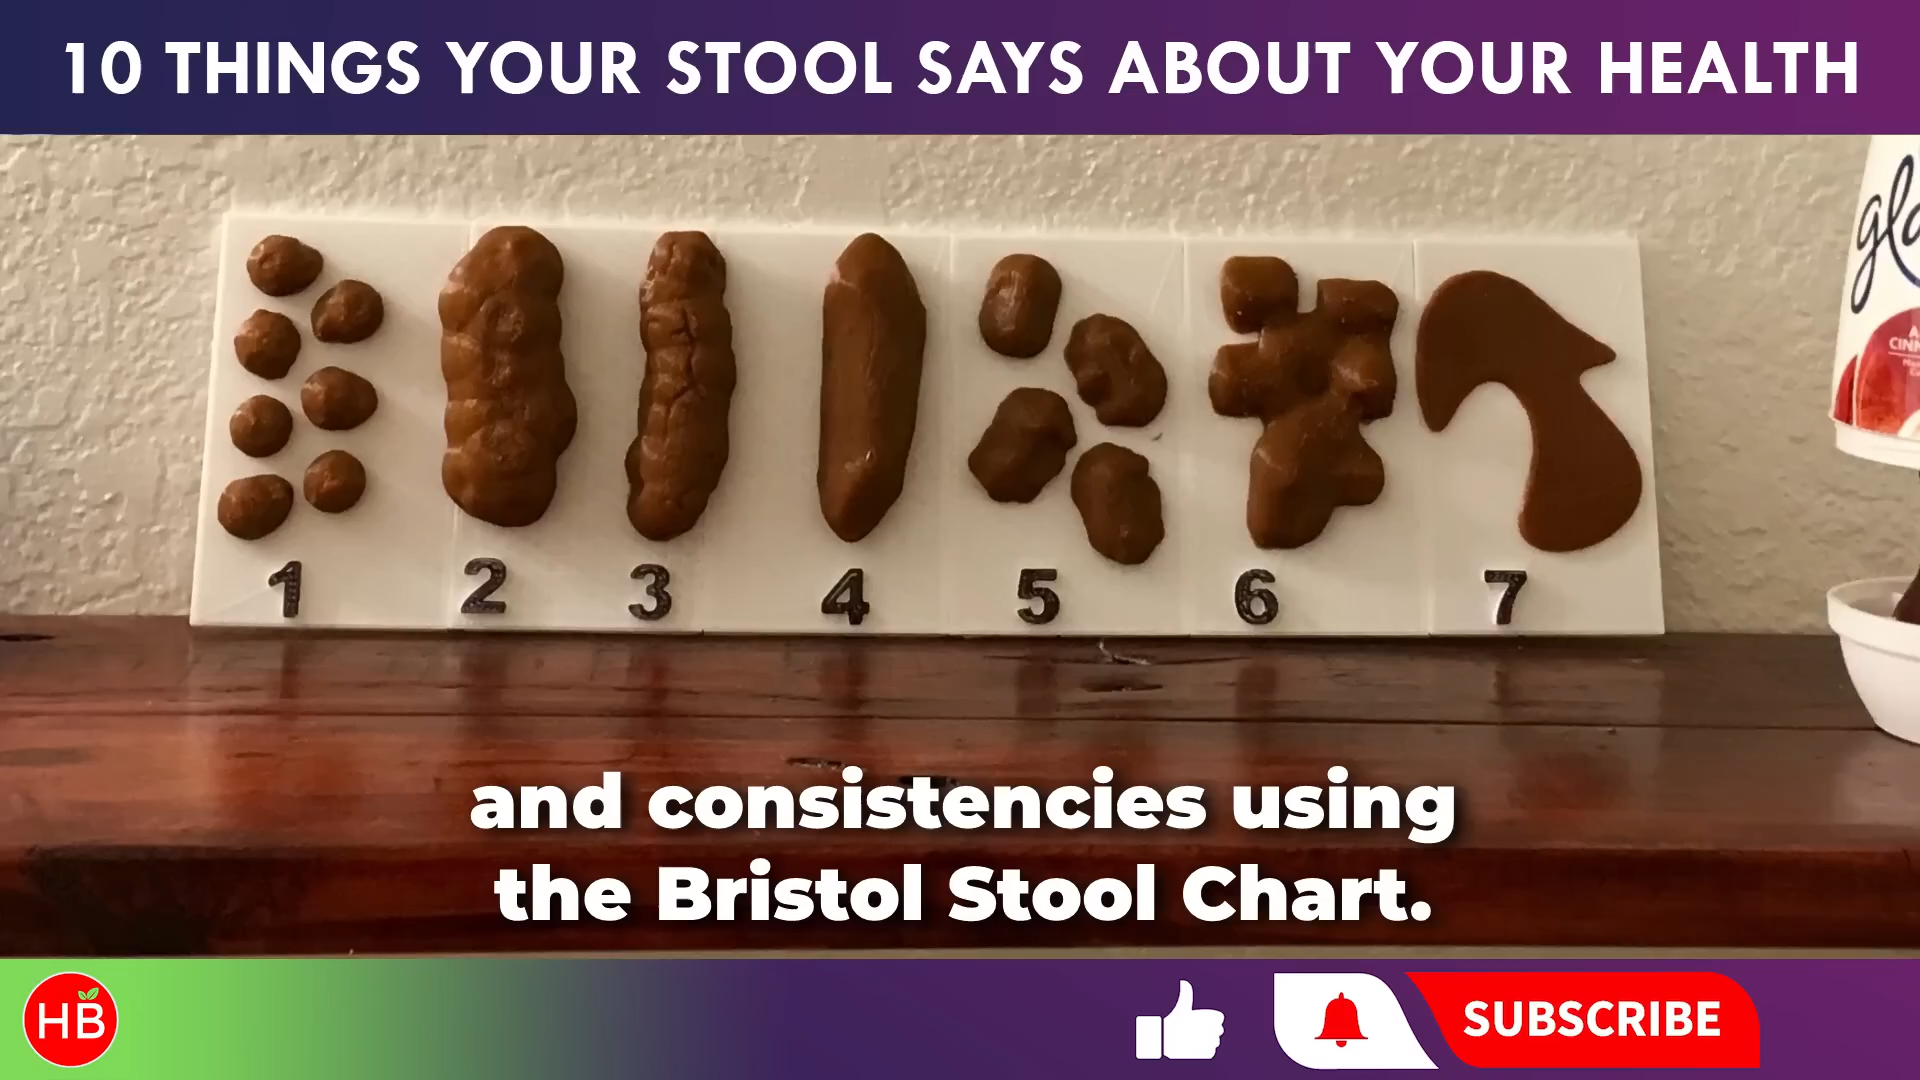 10 THINGS YOUR STOOL SAYS ABOUT YOUR HEALTH
1 2 3 4 5 6 7
and consistencies using
the Bristol Stool Chart.
HB
SUBSCRIBE